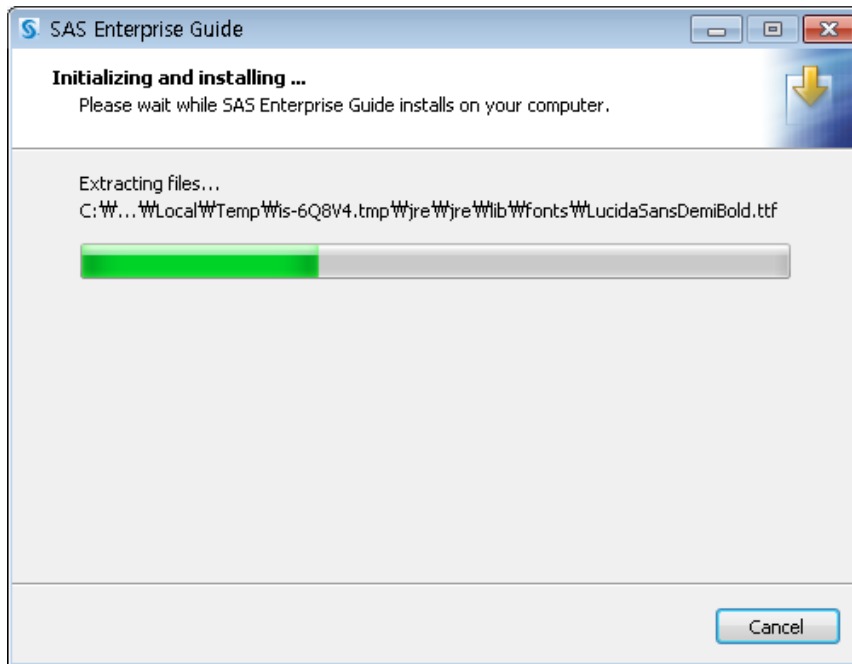 SAS Enterprise Guide
Initializing and installing ...
Please wait while SAS Enterprise Guide installs on your computer.
Extracting files...
C:₩...₩Local₩Temp₩is-6Q8V4.tmp₩jre₩jre₩lib₩fonts₩LucidaSansDemiBold.ttf
Cancel